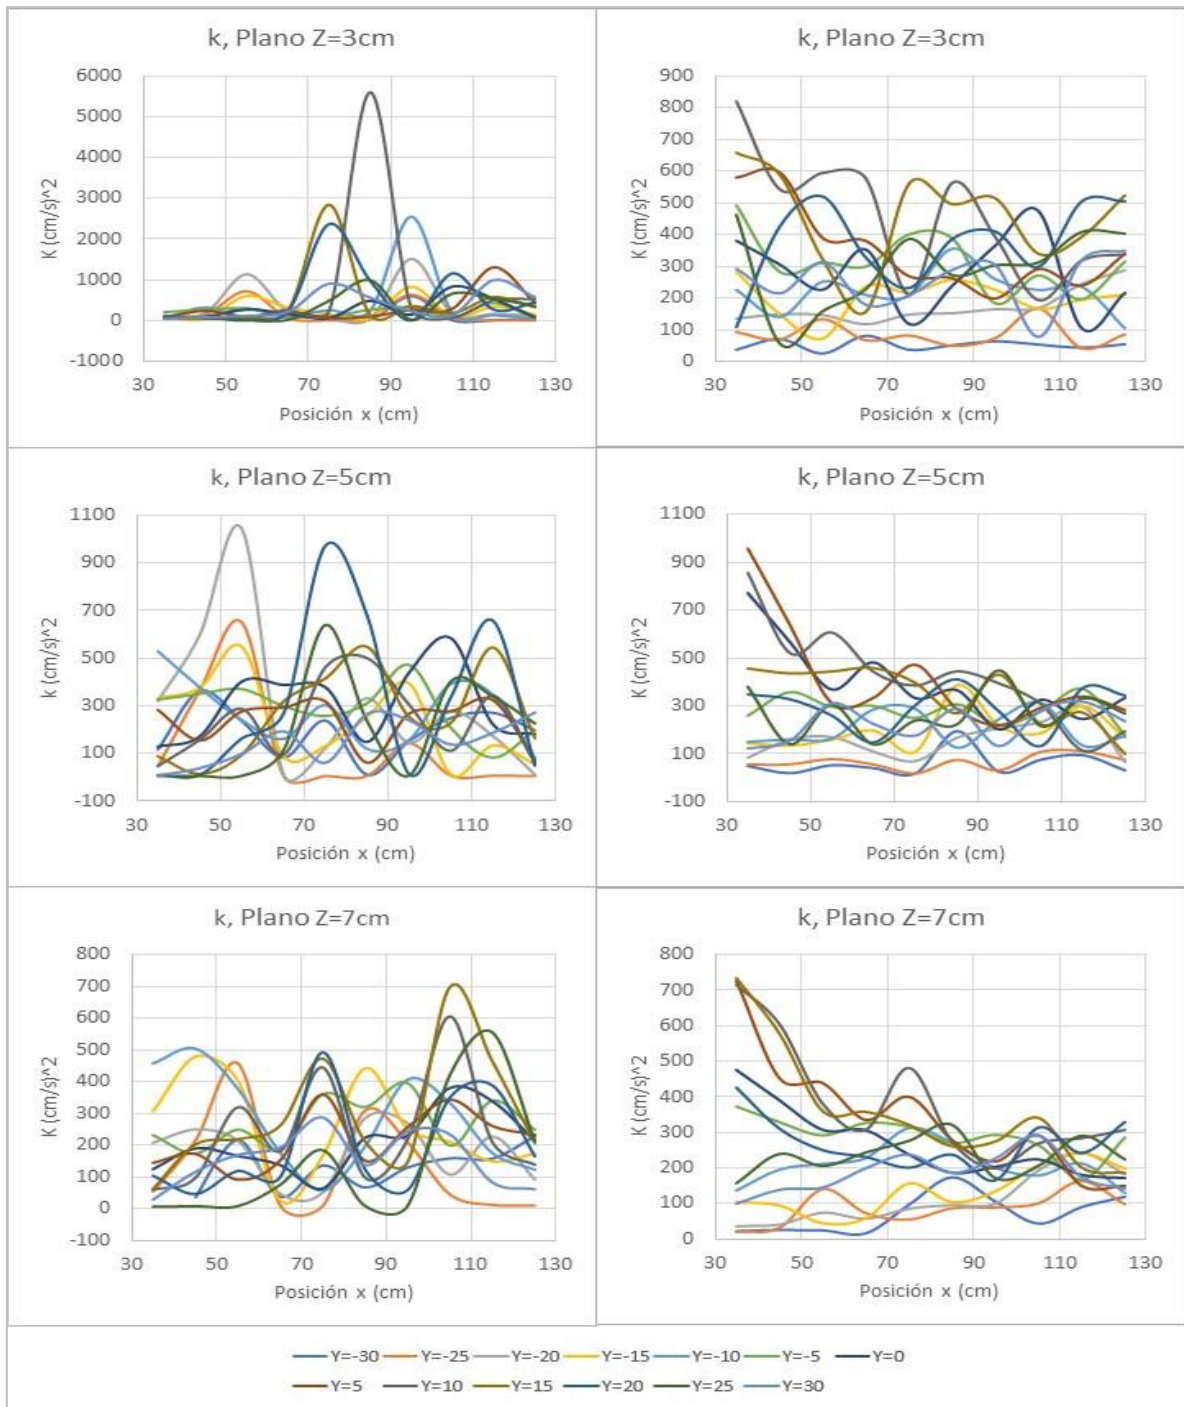 k, Plano Z=3cm
K (cm/s)^2
6000
5000
4000
3000
2000
1000
0
-1000
30 50 70 90 110 130
Posición x (cm)
k, Plano Z=3cm
K (cm/s)^2
900
800
700
600
500
400
300
200
100
0
30 50 70 90 110 130
Posición x (cm)
k, Plano Z=5cm
K (cm/s)^2
1100
900
700
500
300
100
-100
30 50 70 90 110 130
Posición x (cm)
k, Plano Z=5cm
K (cm/s)^2
1100
900
700
500
300
100
-100
30 50 70 90 110 130
Posición x (cm)
k, Plano Z=7cm
K (cm/s)^2
800
700
600
500
400
300
200
100
0
-100
30 50 70 90 110 130
Posición x (cm)
k, Plano Z=7cm
K (cm/s)^2
800
700
600
500
400
300
200
100
0
30 50 70 90 110 130
Posición x (cm)
Y=-30 Y=-25 Y=-20 Y=-15 Y=-10 Y=-5 Y=0
Y=5 Y=10 Y=15 Y=20 Y=25 Y=30